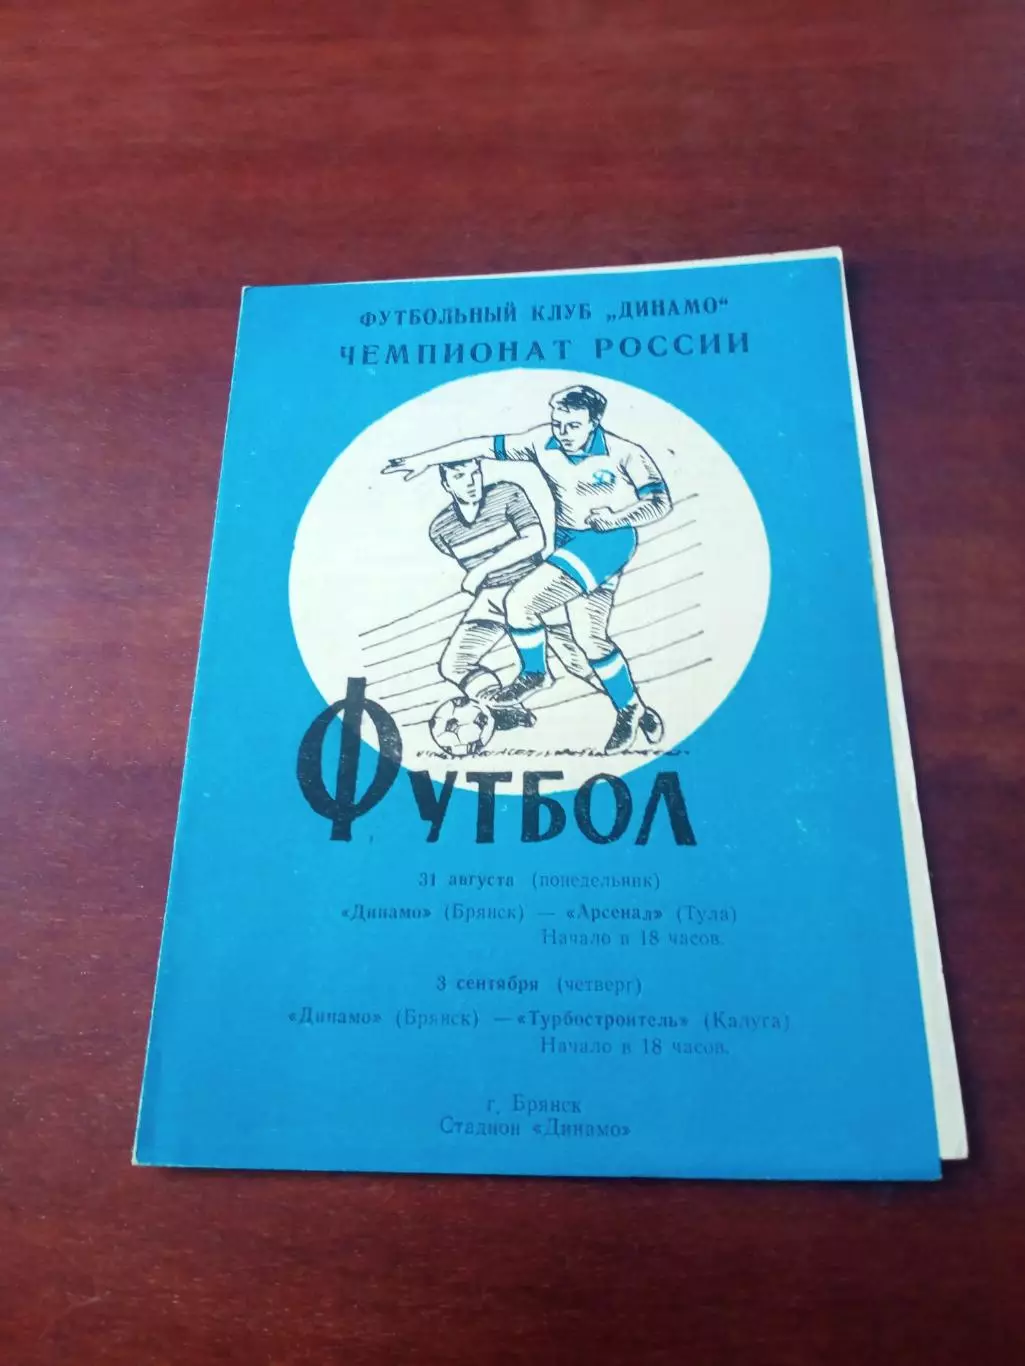 ФУТБОЛЬНЫЙ КЛУБ „ДИНАМО“
ЧЕМПИОНАТ РОССИИ
Д
ФУТБОЛ
31 августа (понедельник)
«Динамо» (Брянск) — «Арсенал» (Тула)
Начало в 18 часов.
3 сентября (четверг)
«Динамо» (Брянск) — «Турбостроитель» (Калуга)
Начало в 18 часов.
г. Брянск
Стадион «Динамо»